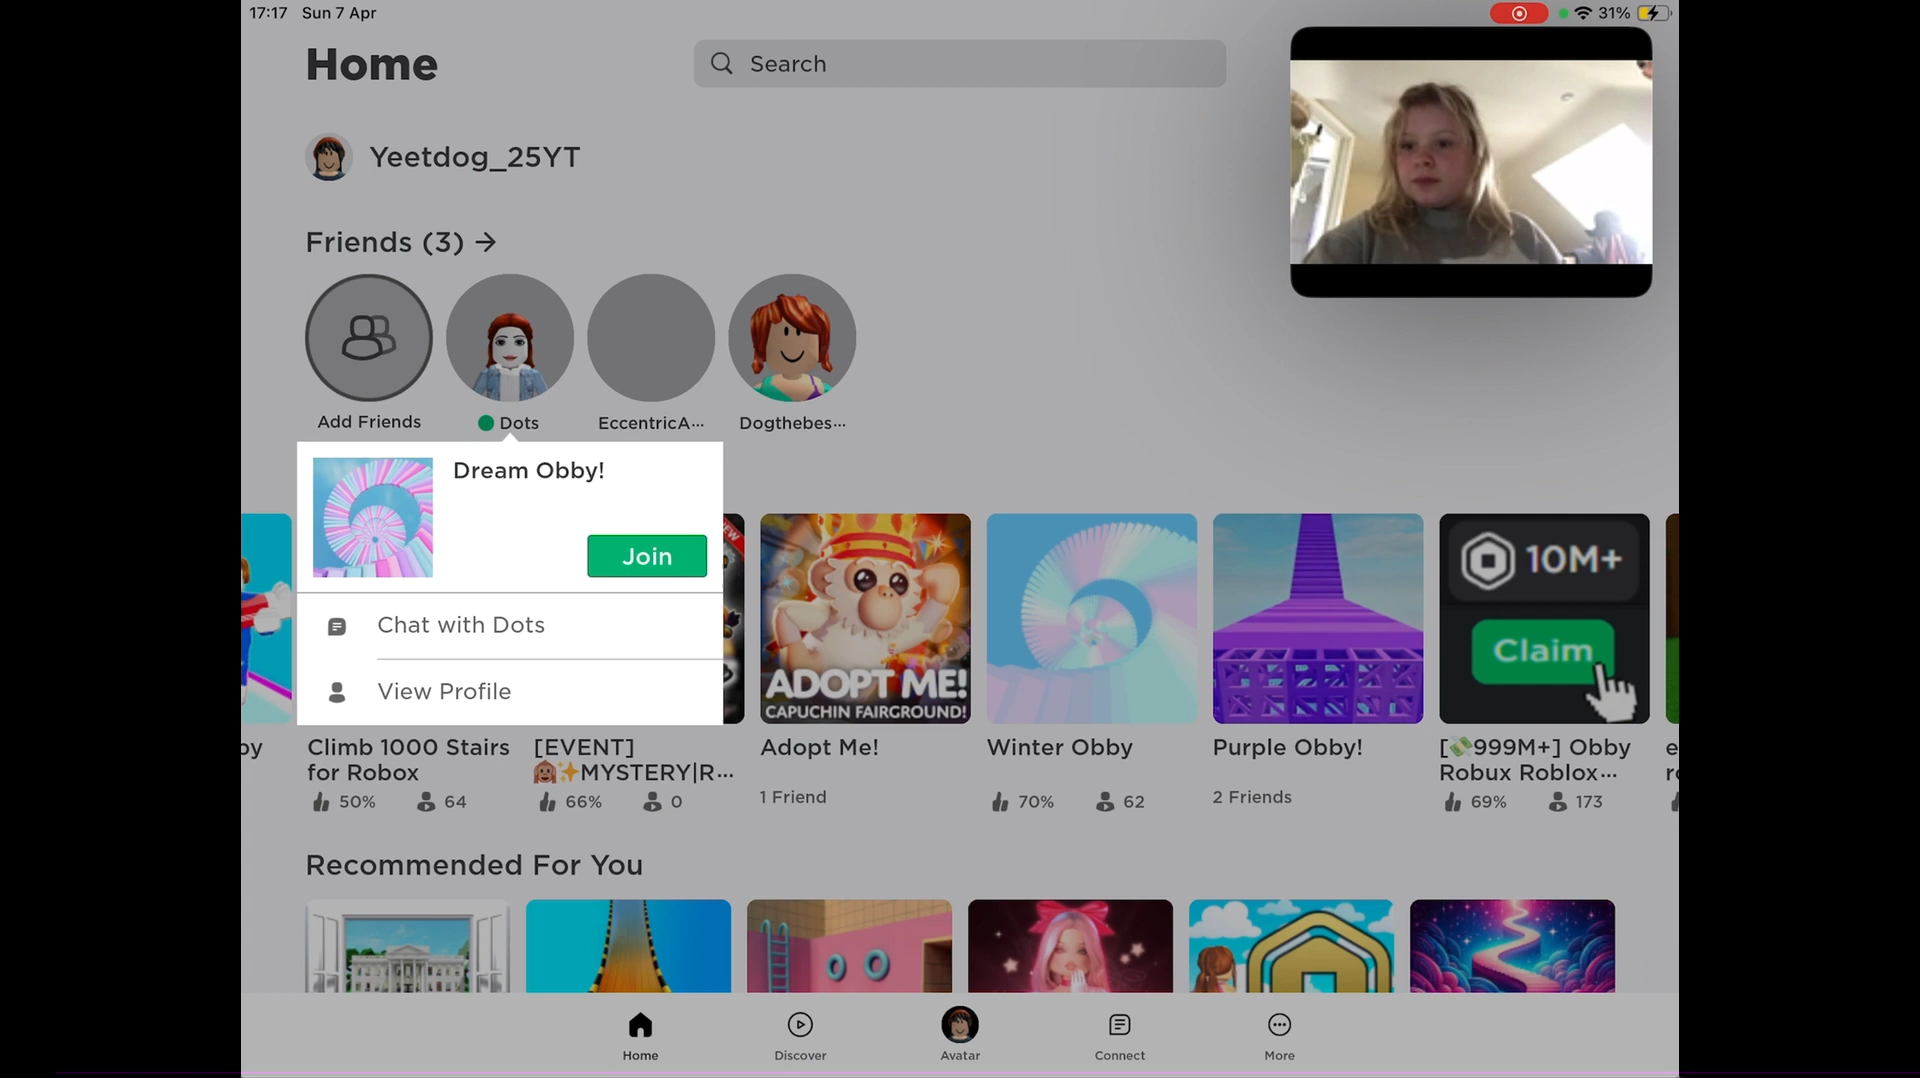 17:17 Sun 7 Apr
31%
Home
Search
Yeetdog_25YT
Friends (3) →
Add Friends
Dots
EccentricA...
Dogthebes...
Dream Obby!
Join
Chat with Dots
View Profile
NEW
ADOPT ME!
CAPUCHIN FAIRGROUND!
10M+
Claim
by
Climb 1000 Stairs
for Robox
50% 64
[EVENT]
🙉✨MYSTERY|R...
66% 0
Adopt Me!
1 Friend
Winter Obby
70% 62
Purple Obby!
2 Friends
[💸999M+] Obby
Robux Roblox...
69% 173
Recommended For You
Home
Discover
Avatar
Connect
More